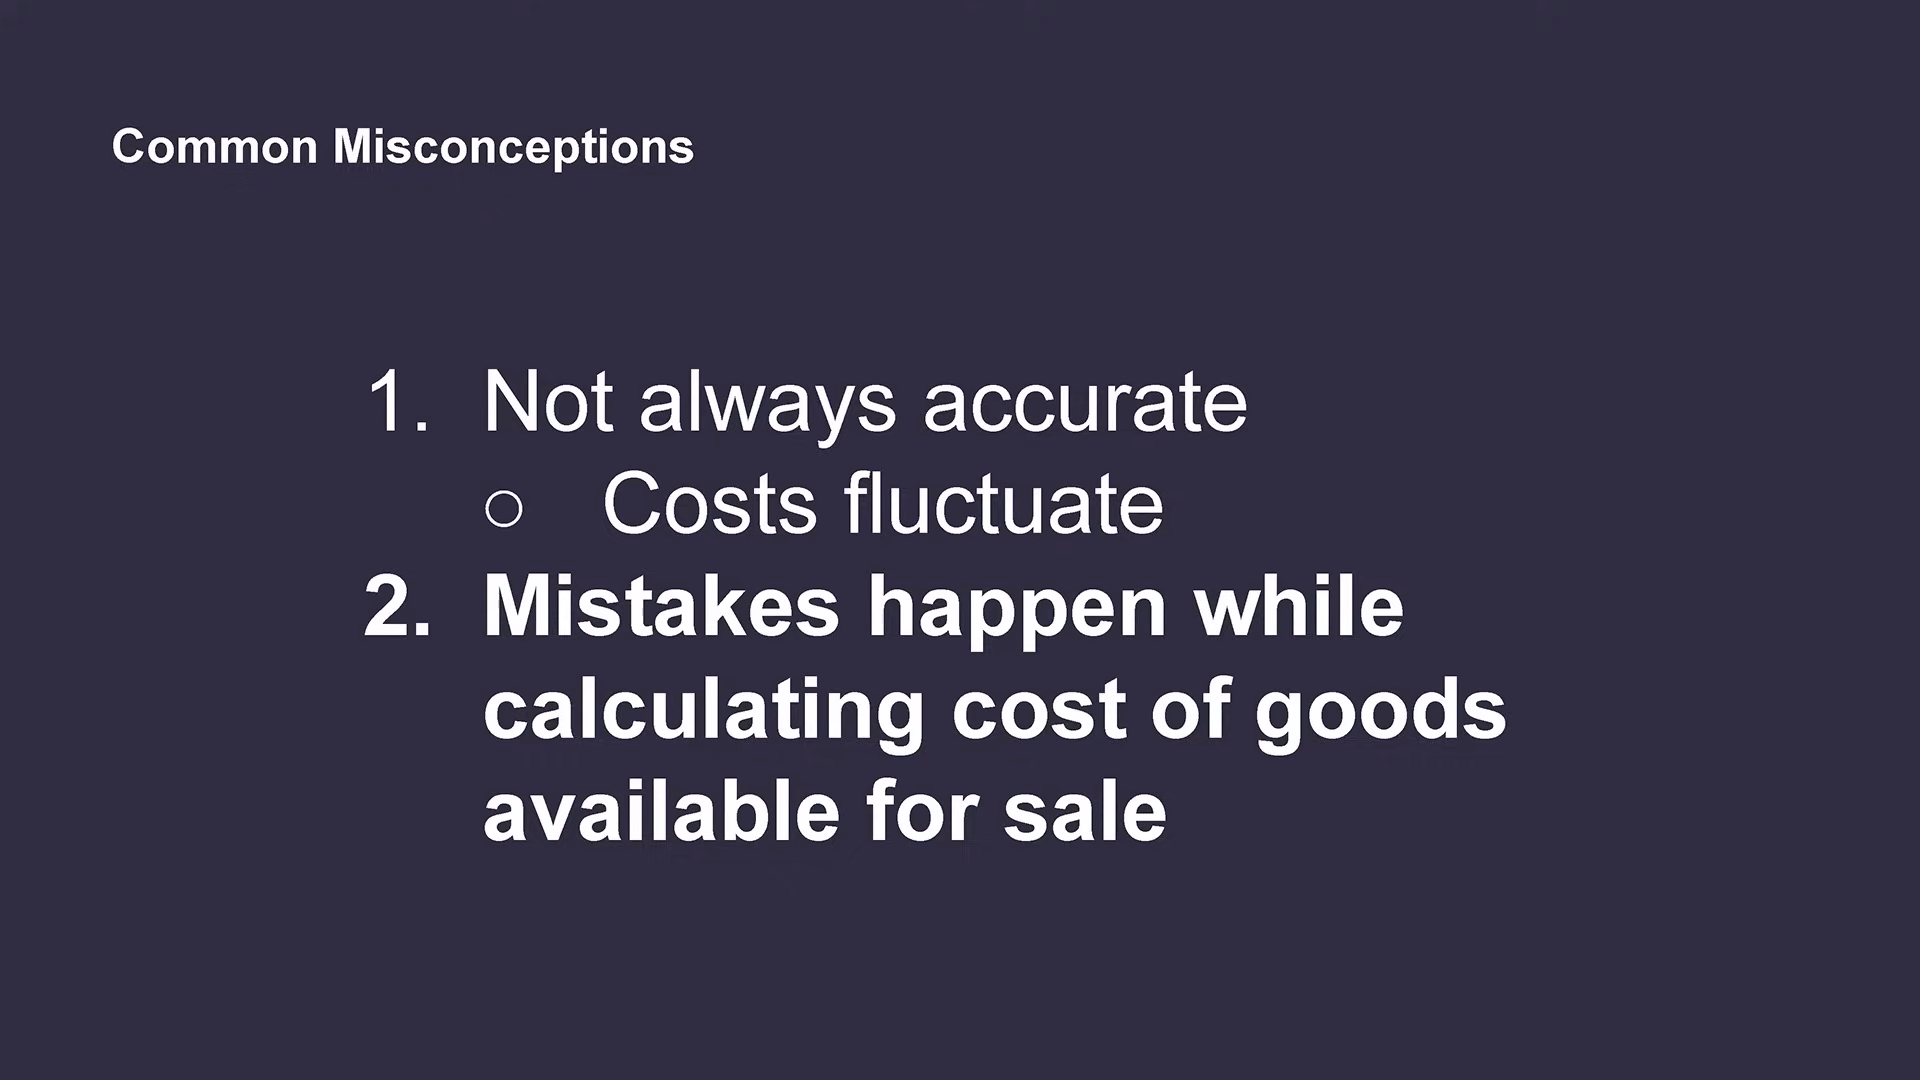 Common Misconceptions
1. Not always accurate
○ Costs fluctuate
2. Mistakes happen while
calculating cost of goods
available for sale